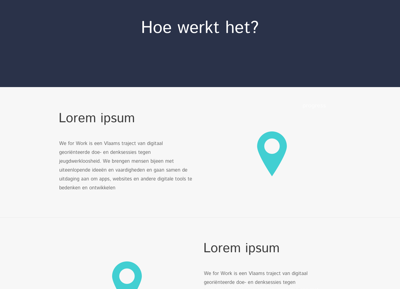 Hoe werkt het?
Lorem ipsum
We for Work is een Vlaams traject van digitaal
georiënteerde doe- en denksessies tegen
jeugdwerkloosheid. We brengen mensen bijeen met
uiteenlopende ideeën en vaardigheden en gaan samen de
uitdaging aan om apps, websites en andere digitale tools te
bedenken en ontwikkelen
Lorem ipsum
We for Work is een Vlaams traject van digitaal
georiënteerde doe- en denksessies tegen